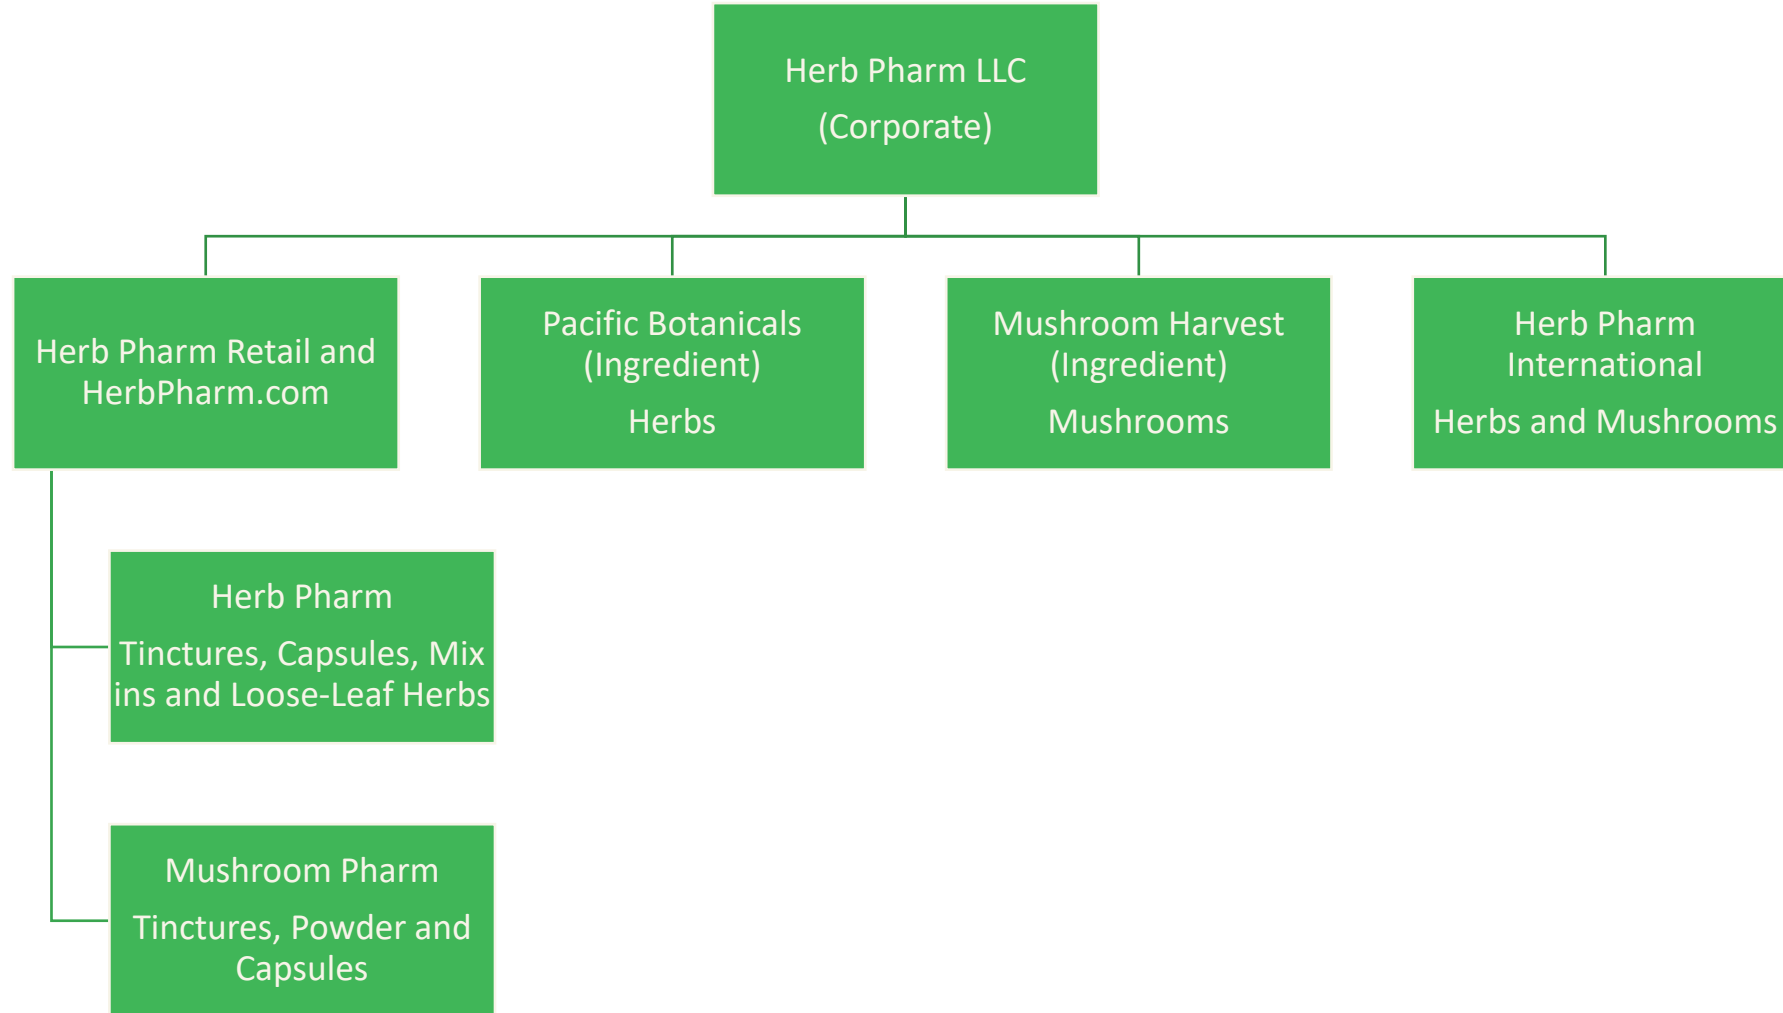 Herb Pharm LLC
(Corporate)
Herb Pharm Retail and
HerbPharm.com
Pacific Botanicals
(Ingredient)
Herbs
Mushroom Harvest
(Ingredient)
Mushrooms
Herb Pharm
International
Herbs and Mushrooms
Herb Pharm
Tinctures, Capsules, Mix
ins and Loose-Leaf Herbs
Mushroom Pharm
Tinctures, Powder and
Capsules